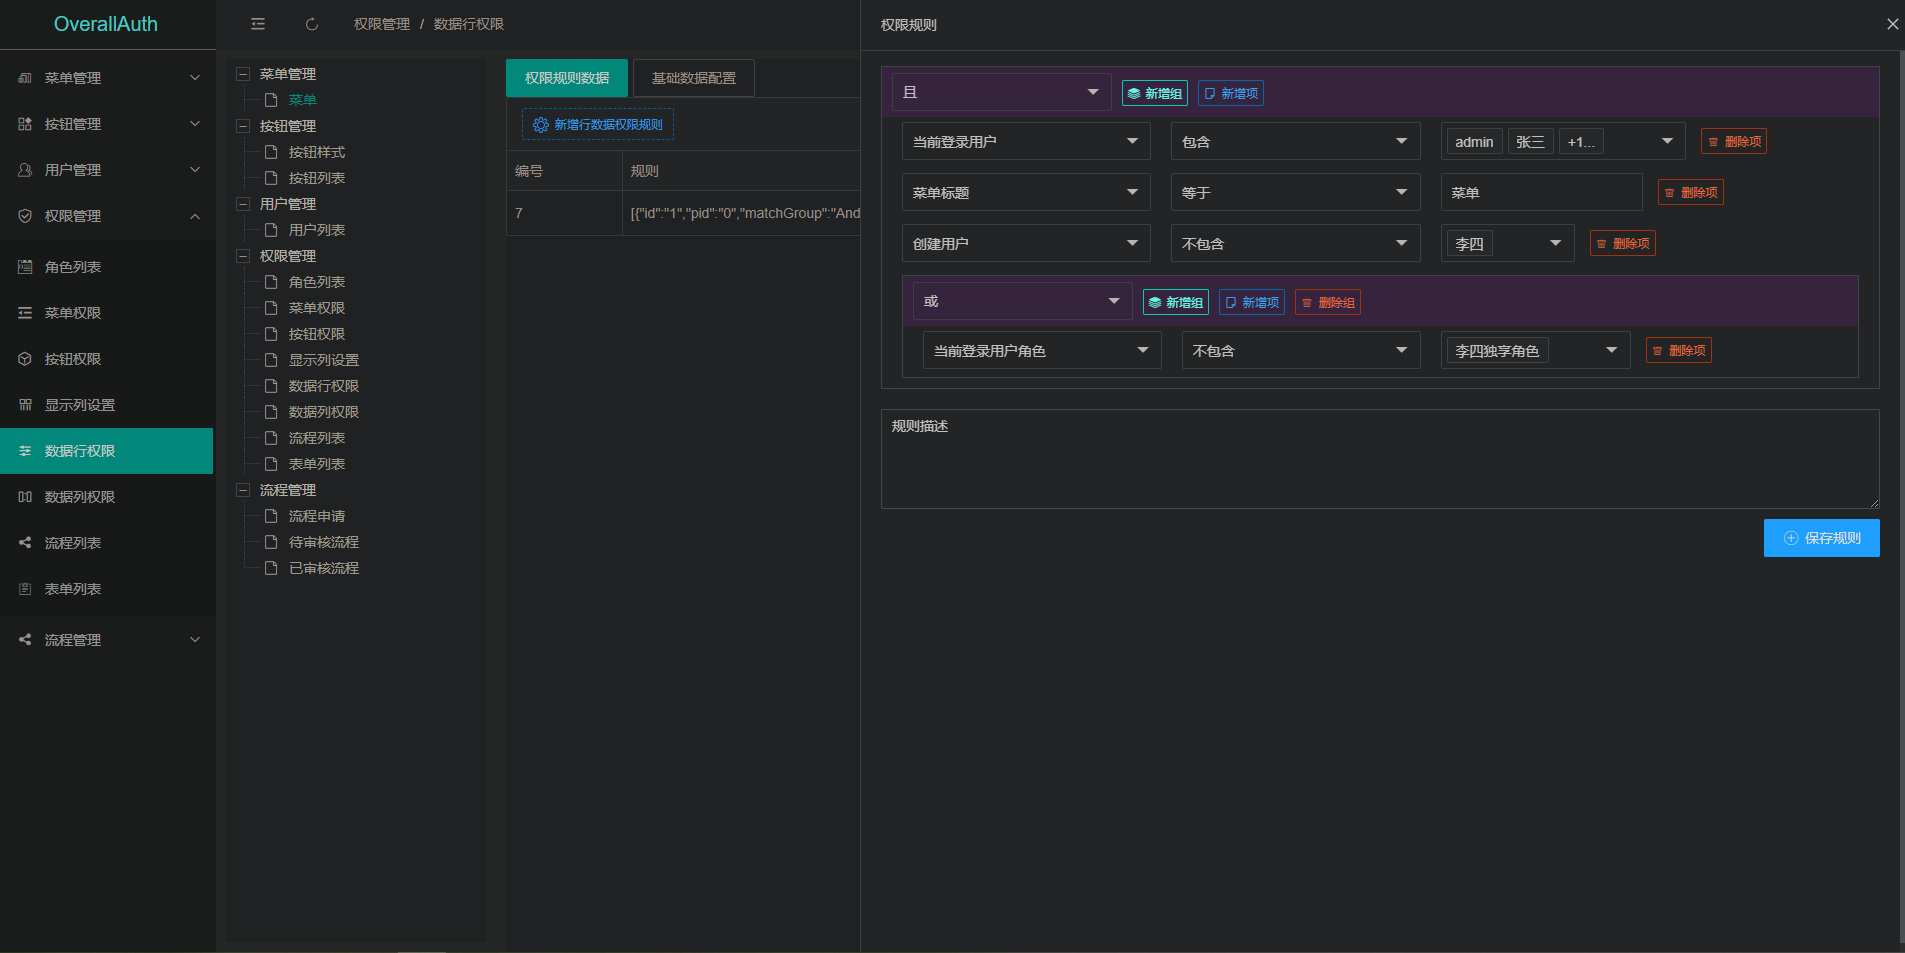 OverallAuth
菜单管理
按钮管理
用户管理
权限管理
角色列表
菜单权限
按钮权限
显示列设置
数据行权限
数据列权限
流程列表
表单列表
流程管理
权限管理 / 数据行权限
菜单管理
菜单
按钮管理
按钮样式
按钮列表
用户管理
用户列表
权限管理
角色列表
菜单权限
按钮权限
显示列设置
数据行权限
数据列权限
流程列表
表单列表
流程管理
流程申请
待审核流程
已审核流程
权限规则数据 基础数据配置
新增行数据权限规则
编号 规则
7 [{"id":"1","pid":"0","matchGroup":"And
权限规则
且 新增组 新增项
当前登录用户 包含 admin 张三 +1... 删除项
菜单标题 等于 菜单 删除项
创建用户 不包含 李四 删除项
或 新增组 新增项 删除组
当前登录用户角色 不包含 李四独享角色 删除项
规则描述
保存规则